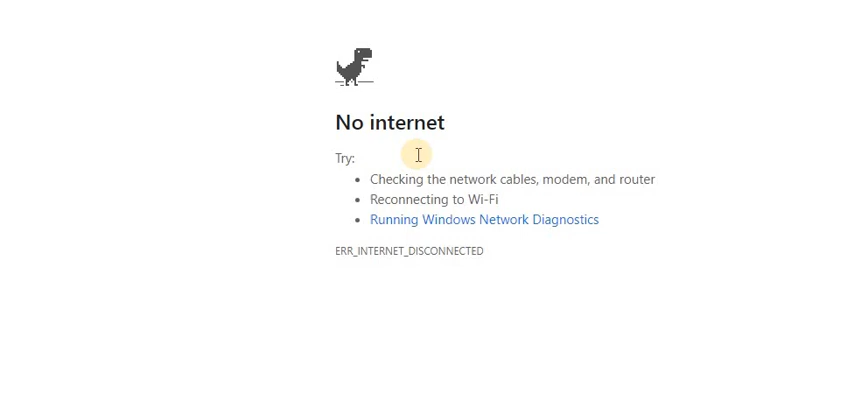 No internet
Try:
Checking the network cables, modem, and router
Reconnecting to Wi-Fi
Running Windows Network Diagnostics
ERR_INTERNET_DISCONNECTED